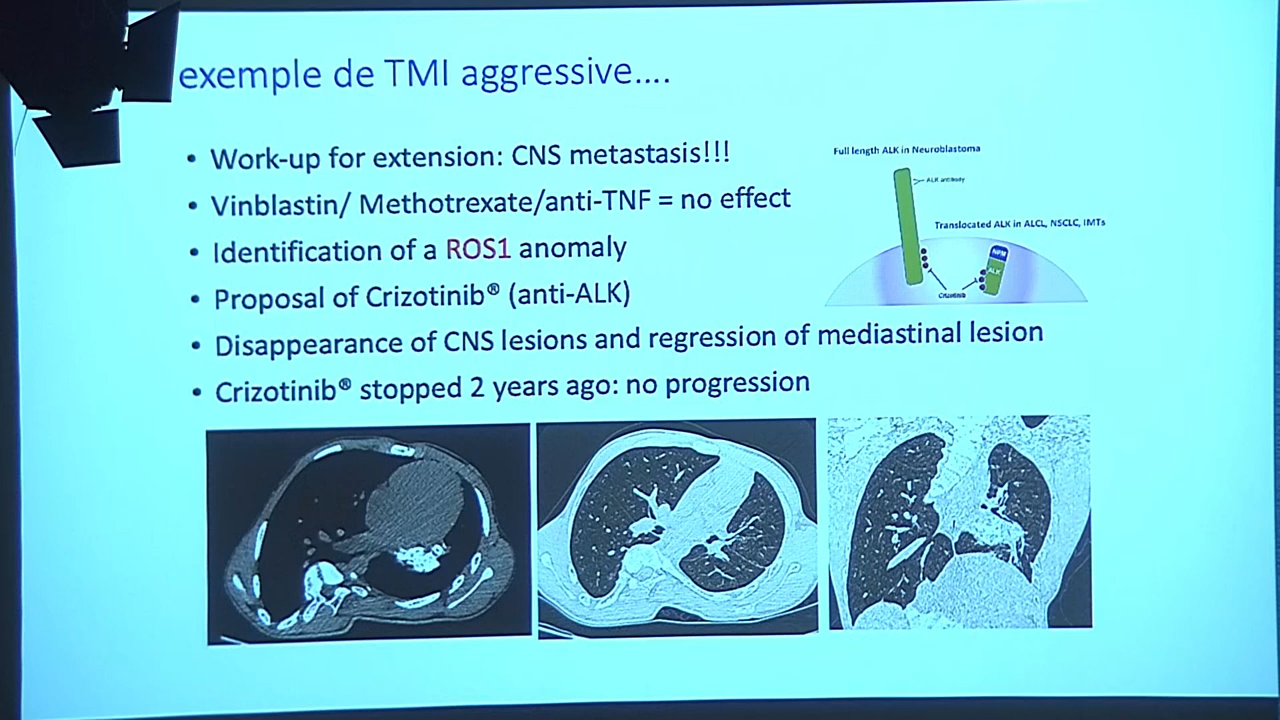 exemple de TMI aggressive....
• Work-up for extension: CNS metastasis!!!
• Vinblastin/ Methotrexate/anti-TNF = no effect
• Identification of a ROS1 anomaly
• Proposal of Crizotinib® (anti-ALK)
• Disappearance of CNS lesions and regression of mediastinal lesion
• Crizotinib® stopped 2 years ago: no progression
Full length ALK in Neuroblastoma
ALK antibody
Translocated ALK in ALCL, NSCLC, IMTs
NPM
ALK
Crizotinib